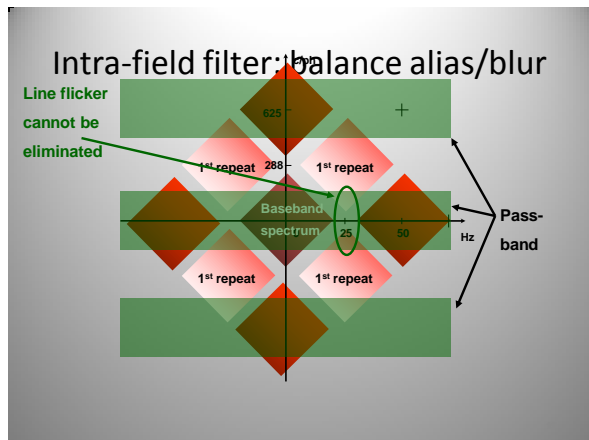 Intra-field filter: balance alias/blur
c/ph
Line flicker
cannot be
eliminated
625
1st repeat
288
1st repeat
Baseband
spectrum
25
50
Hz
Pass-
band
1st repeat
1st repeat